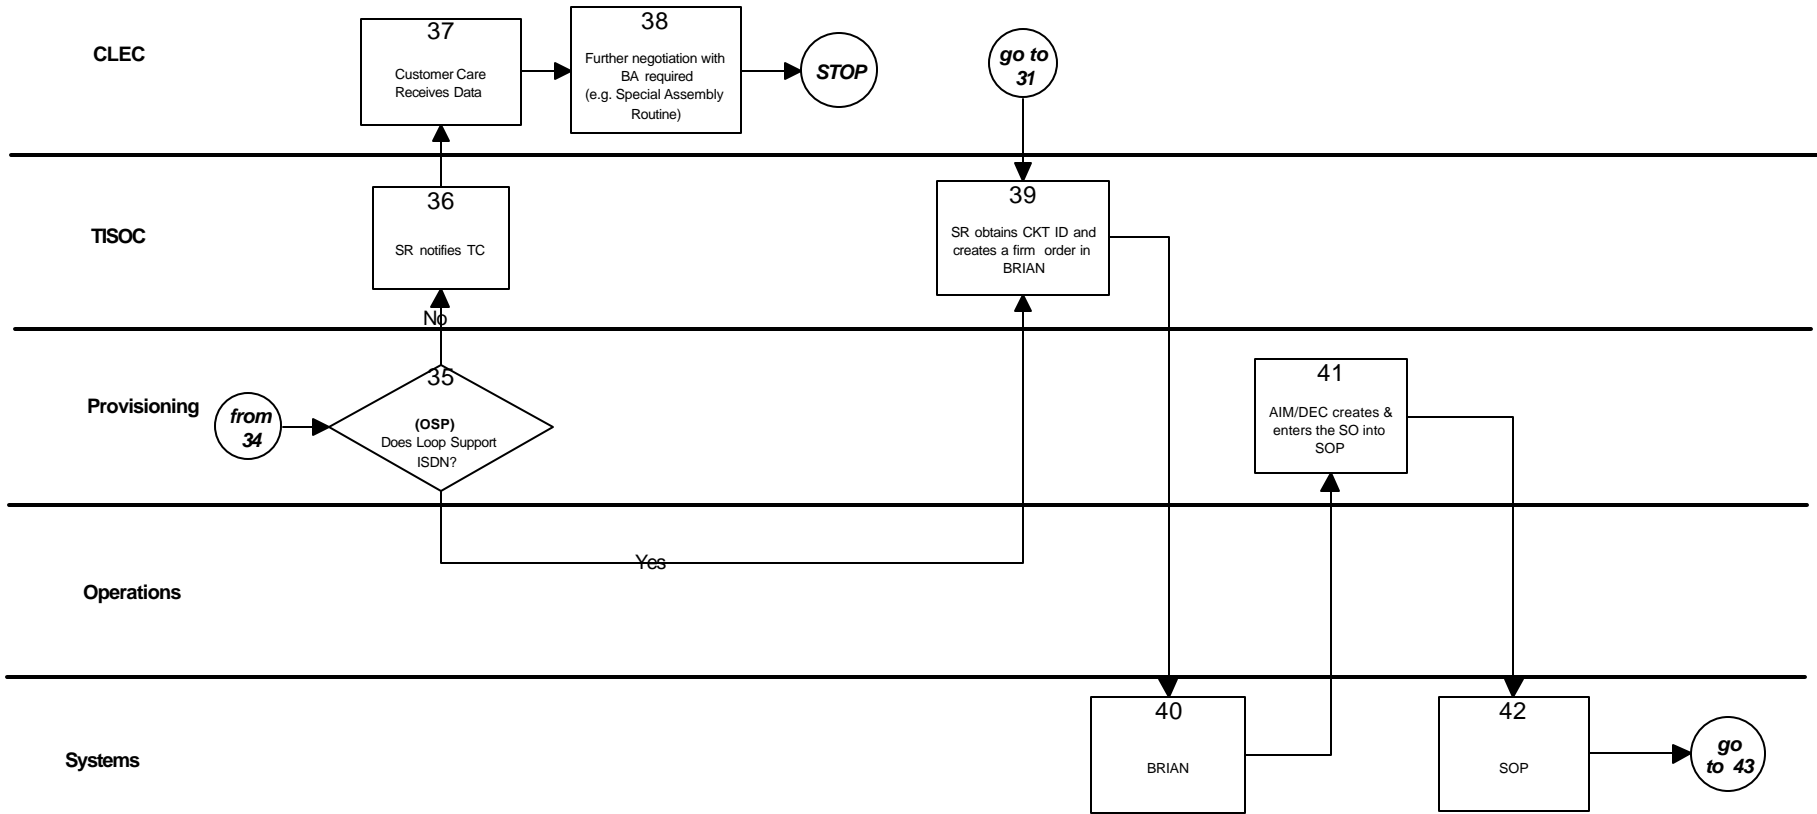 CLEC
37
Customer Care
Receives Data
38
Further negotiation with
BA required
(e.g. Special Assembly
Routine)
STOP
go to
31
TISOC
36
SR notifies TC
39
SR obtains CKT ID and
creates a firm order in
BRIAN
No
Provisioning
from
34
35
(OSP)
Does Loop Support
ISDN?
41
AIM/DEC creates &
enters the SO into
SOP
Yes
Operations
Systems
40
BRIAN
42
SOP
go
to 43